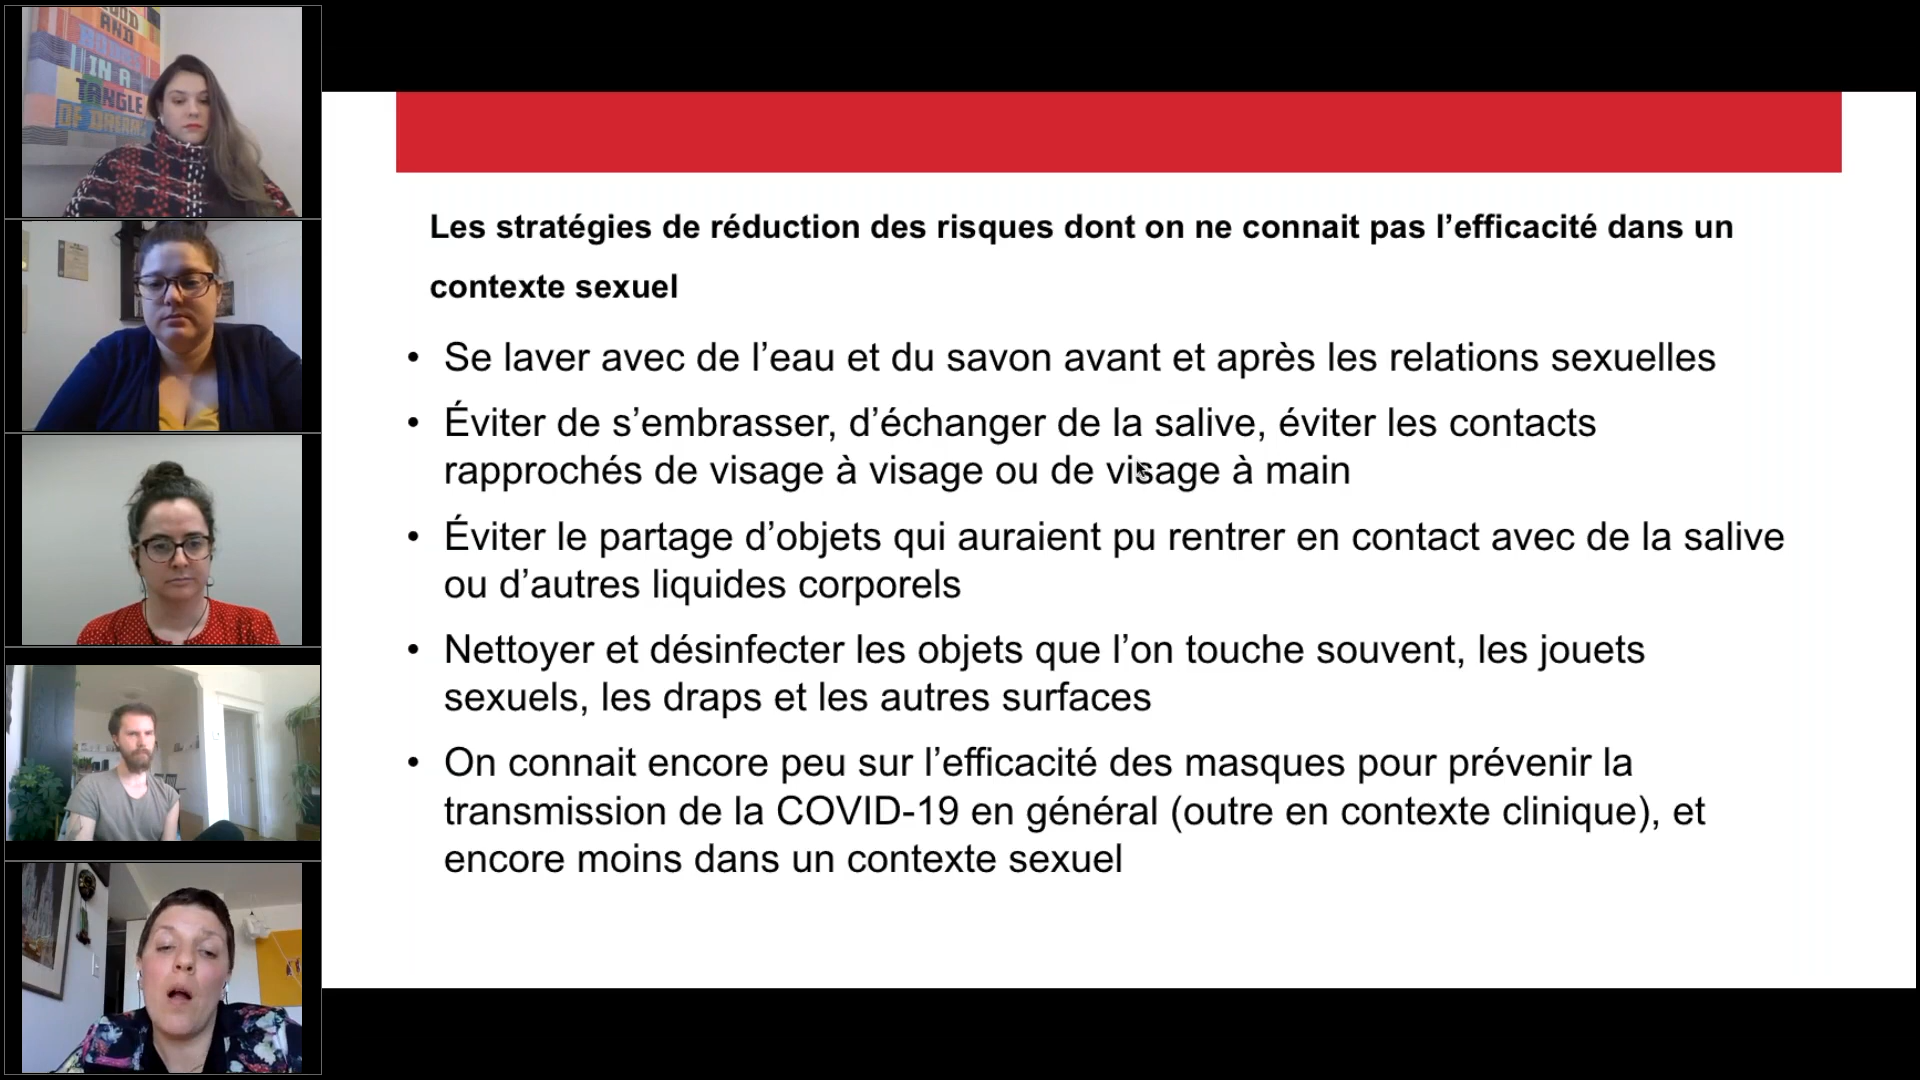 AND
IN A
TANGLE
OF DREAMS
Les stratégies de réduction des risques dont on ne connait pas l’efficacité dans un
contexte sexuel
• Se laver avec de l’eau et du savon avant et après les relations sexuelles
• Éviter de s’embrasser, d’échanger de la salive, éviter les contacts
rapprochés de visage à visage ou de visage à main
• Éviter le partage d’objets qui auraient pu rentrer en contact avec de la salive
ou d’autres liquides corporels
• Nettoyer et désinfecter les objets que l’on touche souvent, les jouets
sexuels, les draps et les autres surfaces
• On connait encore peu sur l’efficacité des masques pour prévenir la
transmission de la COVID-19 en général (outre en contexte clinique), et
encore moins dans un contexte sexuel